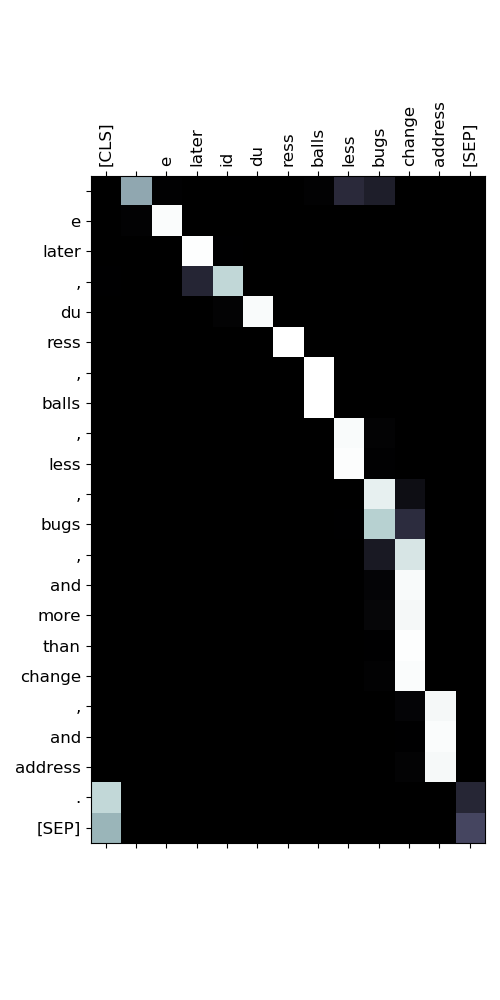 [CLS]
e
later
id
du
ress
balls
less
bugs
change
address
[SEP]
e
later
,
du
ress
,
balls
,
less
,
bugs
,
and
more
than
change
,
and
address
.
[SEP]